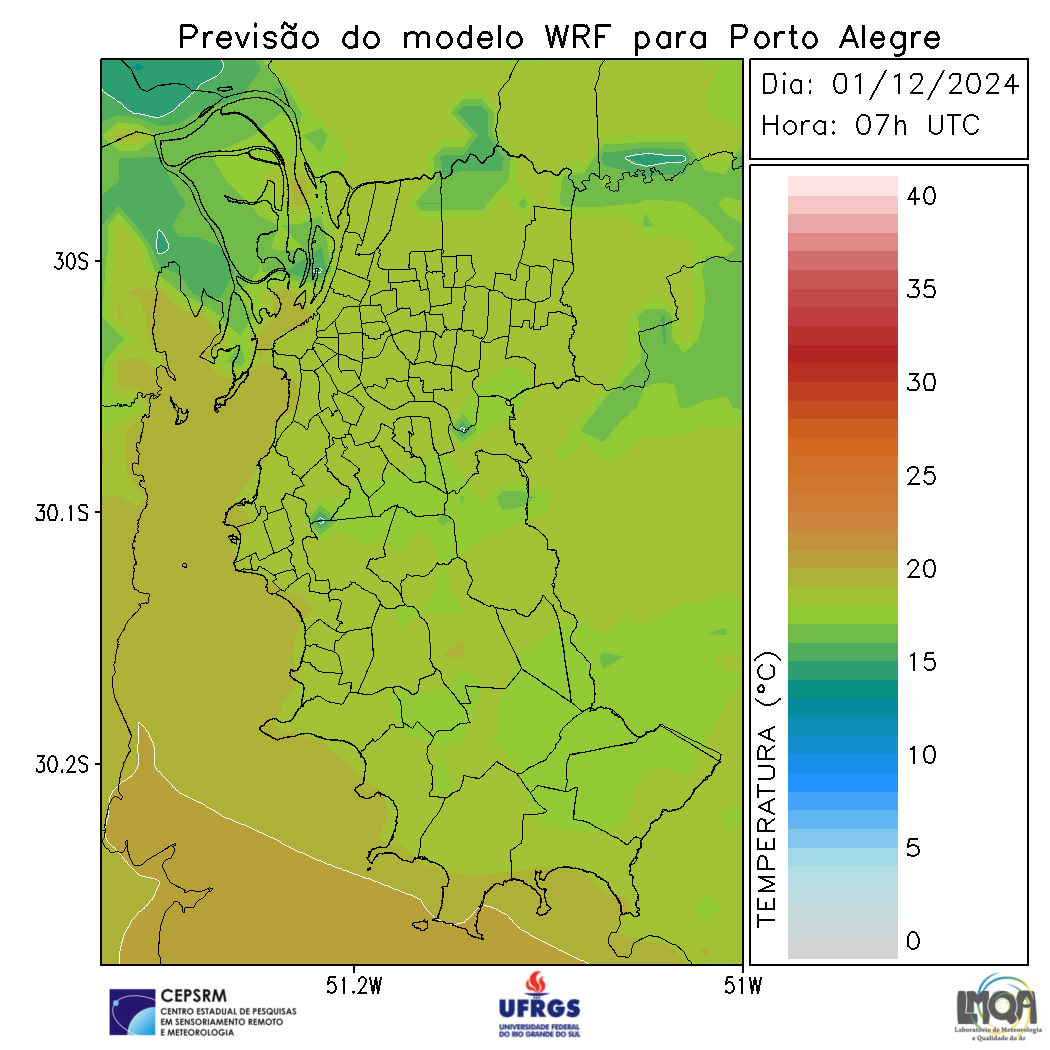 Previsão do modelo WRF para Porto Alegre
Dia: 01/12/2024
Hora: 07h UTC
30S
30.1S
30.2S
51.2W
51W
TEMPERATURA (°C)
40
35
30
25
20
15
10
5
0
CEPSRM
CENTRO ESTADUAL DE PESQUISAS
EM SENSORIAMENTO REMOTO
E METEOROLOGIA
UFRGS
UNIVERSIDADE FEDERAL
DO RIO GRANDE DO SUL
LMQA
Laboratório de Meteorologia
e Qualidade do Ar